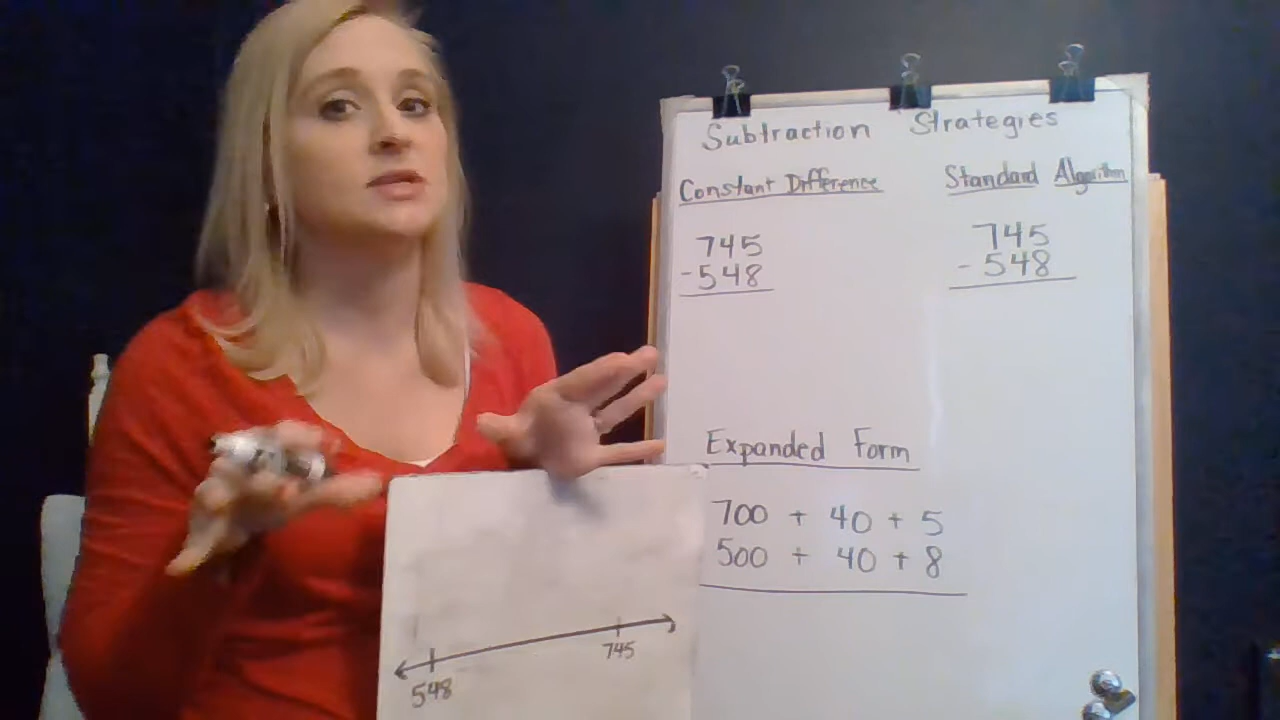 Subtraction Strategies
Constant Difference
745
-548
Standard Algorithm
745
- 548
Expanded Form
700 + 40 + 5
500 + 40 + 8
548
745